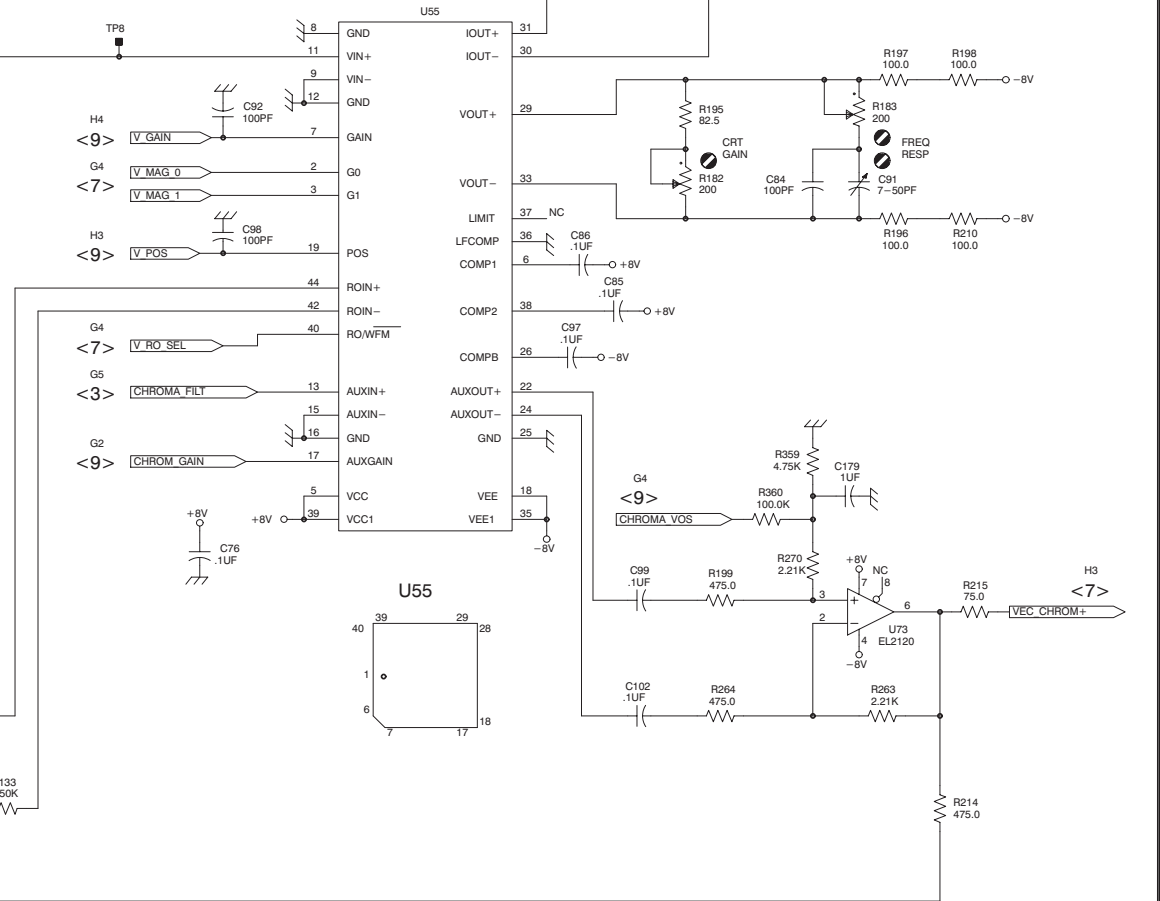 U55
TP8
8 GND IOUT+ 31
11 VIN+ IOUT− 30
9 VIN−
12 GND
C92
100PF
VOUT+ 29
H4
<9> V_GAIN 7 GAIN
G4
<7> V_MAG_0 2 G0
V_MAG_1 3 G1
VOUT− 33
LIMIT 37 NC
LFCOMP 36
C98
100PF
H3
<9> V_POS 19 POS
COMP1 6
C86
.1UF
+8V
C85
.1UF
44 ROIN+
42 ROIN−
COMP2 38 +8V
G4
<7> V_RO_SEL 40 RO/WFM
C97
.1UF
COMPB 26 −8V
G5
<3> CHROMA_FILT 13 AUXIN+ AUXOUT+ 22
15 AUXIN− AUXOUT− 24
16 GND GND 25
G2
<9> CHROM_GAIN 17 AUXGAIN
5 VCC VEE 18
+8V 39 VCC1 VEE1 35
−8V
+8V
C76
.1UF
R197
100.0
R198
100.0
−8V
R195
82.5
R183
200
CRT
GAIN
FREQ
RESP
R182
200
C84
100PF
C91
7−50PF
R196
100.0
R210
100.0
−8V
R359
4.75K
C179
1UF
G4
<9>
R360
100.0K
CHROMA_VOS
R270
2.21K
+8V
NC
7
8
C99
.1UF
R199
475.0
3 +
2 −
6
4
U73
EL2120
−8V
R215
75.0
H3
<7>
VEC_CHROM+
C102
.1UF
R264
475.0
R263
2.21K
R214
475.0
U55
39 29
40 28
1
6 18
7 17
133
50K